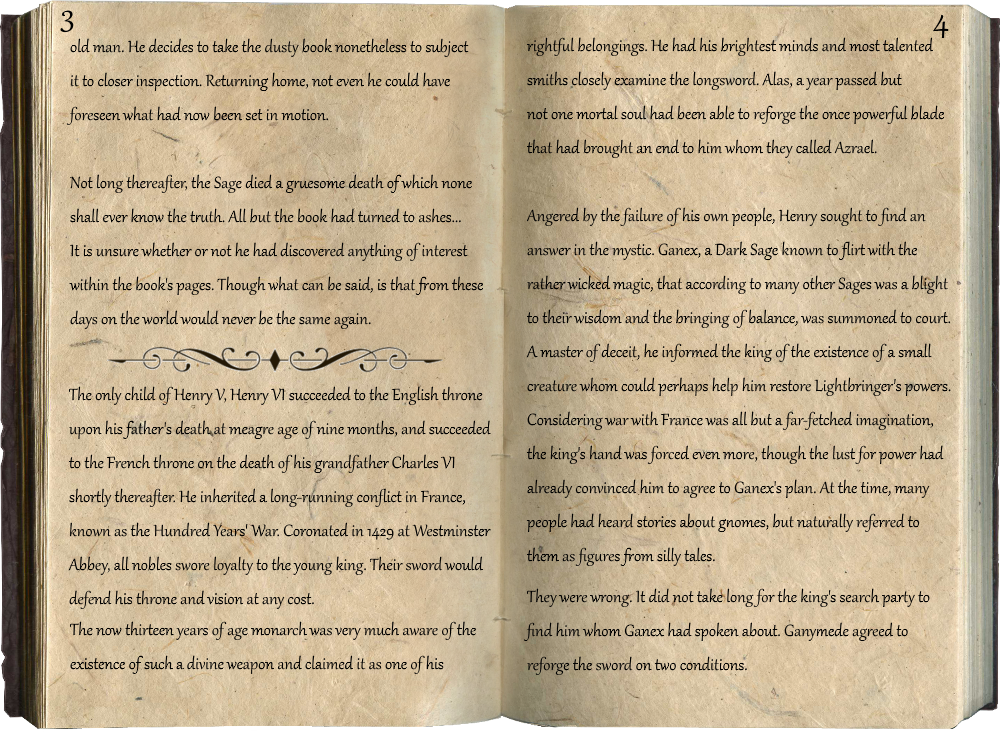 3
old man. He decides to take the dusty book nonetheless to subject
it to closer inspection. Returning home, not even he could have
foreseen what had now been set in motion.
Not long thereafter, the Sage died a gruesome death of which none
shall ever know the truth. All but the book had turned to ashes...
It is unsure whether or not he had discovered anything of interest
within the book's pages. Though what can be said, is that from these
days on the world would never be the same again.
The only child of Henry V, Henry VI succeeded to the English throne
upon his father's death at meagre age of nine months, and succeeded
to the French throne on the death of his grandfather Charles VI
shortly thereafter. He inherited a long-running conflict in France,
known as the Hundred Years' War. Coronated in 1429 at Westminster
Abbey, all nobles swore loyalty to the young king. Their sword would
defend his throne and vision at any cost.
The now thirteen years of age monarch was very much aware of the
existence of such a divine weapon and claimed it as one of his
4
rightful belongings. He had his brightest minds and most talented
smiths closely examine the longsword. Alas, a year passed but
not one mortal soul had been able to reforge the once powerful blade
that had brought an end to him whom they called Azrael.
Angered by the failure of his own people, Henry sought to find an
answer in the mystic. Ganex, a Dark Sage known to flirt with the
rather wicked magic, that according to many other Sages was a blight
to their wisdom and the bringing of balance, was summoned to court.
A master of deceit, he informed the king of the existence of a small
creature whom could perhaps help him restore Lightbringer's powers.
Considering war with France was all but a far-fetched imagination,
the king's hand was forced even more, though the lust for power had
already convinced him to agree to Ganex's plan. At the time, many
people had heard stories about gnomes, but naturally referred to
them as figures from silly tales.
They were wrong. It did not take long for the king's search party to
find him whom Ganex had spoken about. Ganymede agreed to
reforge the sword on two conditions.